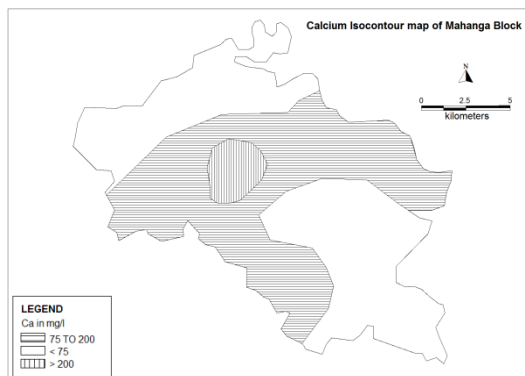 Calcium Isocontour map of Mahanga Block
N
0 2.5 5
kilometers
LEGEND
Ca in mg/l
75 TO 200
< 75
> 200